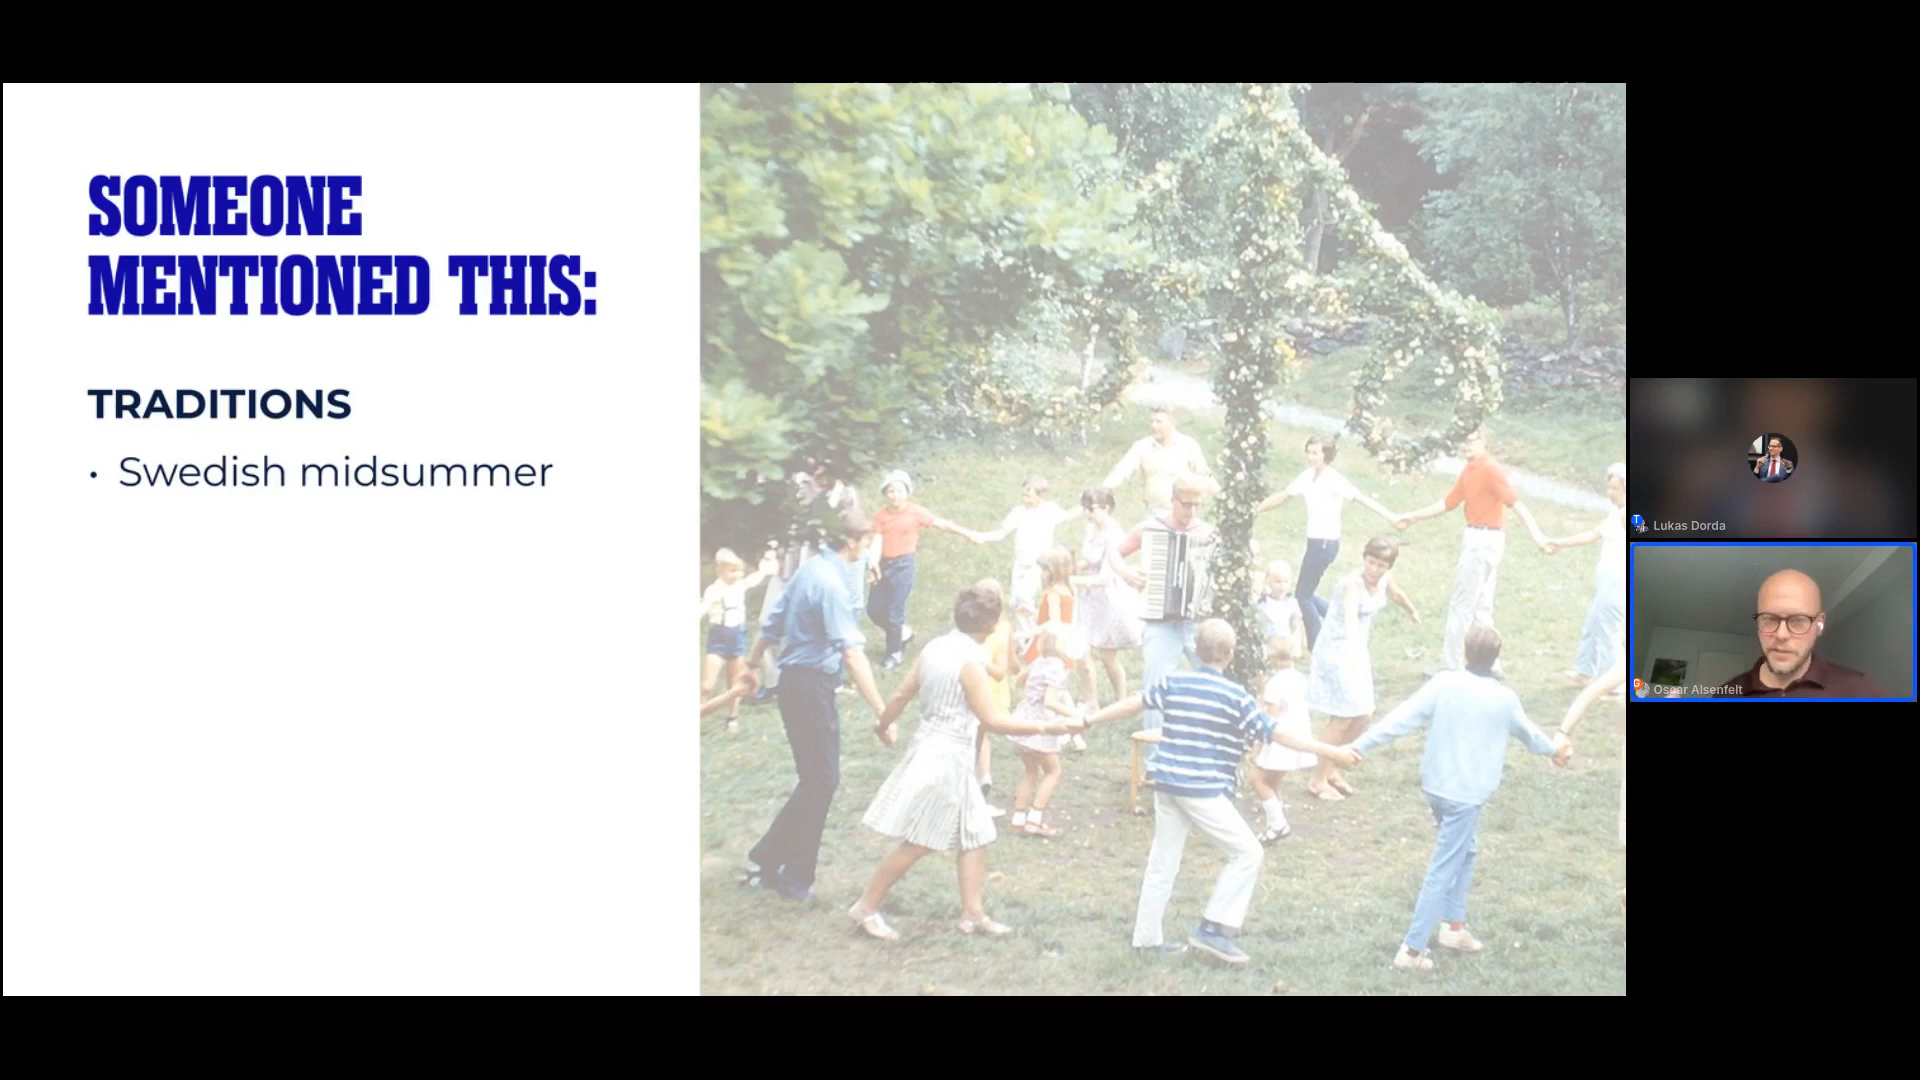 SOMEONE
MENTIONED THIS:
TRADITIONS
• Swedish midsummer
T
Lukas Dorda
G
Oscar Alsenfelt